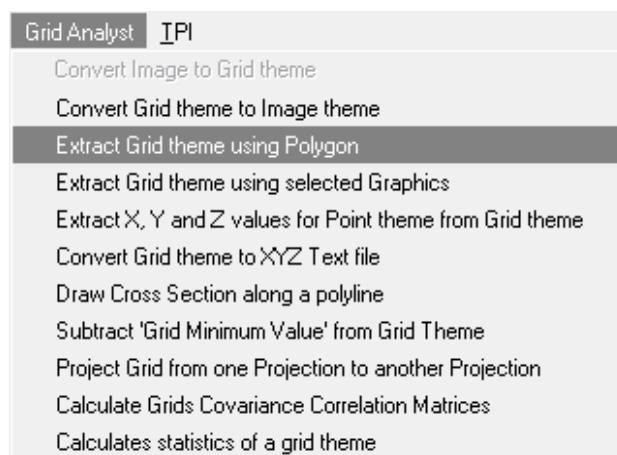 Grid Analyst TPI
Convert Image to Grid theme
Convert Grid theme to Image theme
Extract Grid theme using Polygon
Extract Grid theme using selected Graphics
Extract X, Y and Z values for Point theme from Grid theme
Convert Grid theme to XYZ Text file
Draw Cross Section along a polyline
Subtract 'Grid Minimum Value' from Grid Theme
Project Grid from one Projection to another Projection
Calculate Grids Covariance Correlation Matrices
Calculates statistics of a grid theme